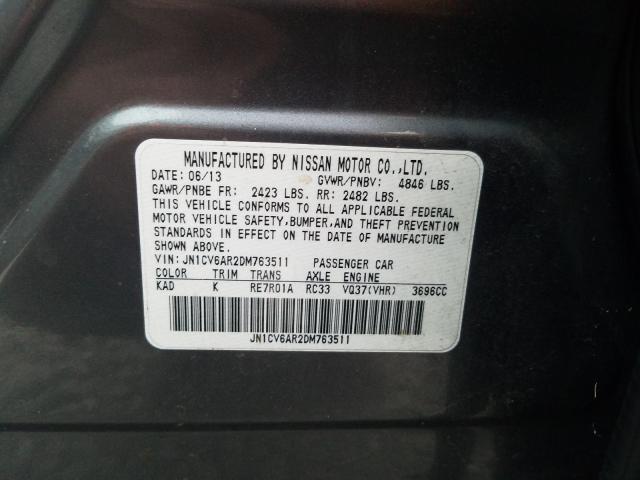 MANUFACTURED BY NISSAN MOTOR CO.,LTD.
DATE: 06/13 GVWR/PNBV: 4846 LBS.
GAWR/PNBE FR: 2423 LBS. RR: 2482 LBS.
THIS VEHICLE CONFORMS TO ALL APPLICABLE FEDERAL
MOTOR VEHICLE SAFETY,BUMPER,AND THEFT PREVENTION
STANDARDS IN EFFECT ON THE DATE OF MANUFACTURE
SHOWN ABOVE.
VIN: JN1CV6AR2DM763511 PASSENGER CAR
COLOR TRIM TRANS AXLE ENGINE
KAD K RE7R01A RC33 VQ37(VHR) 3696CC
JN1CV6AR2DM763511